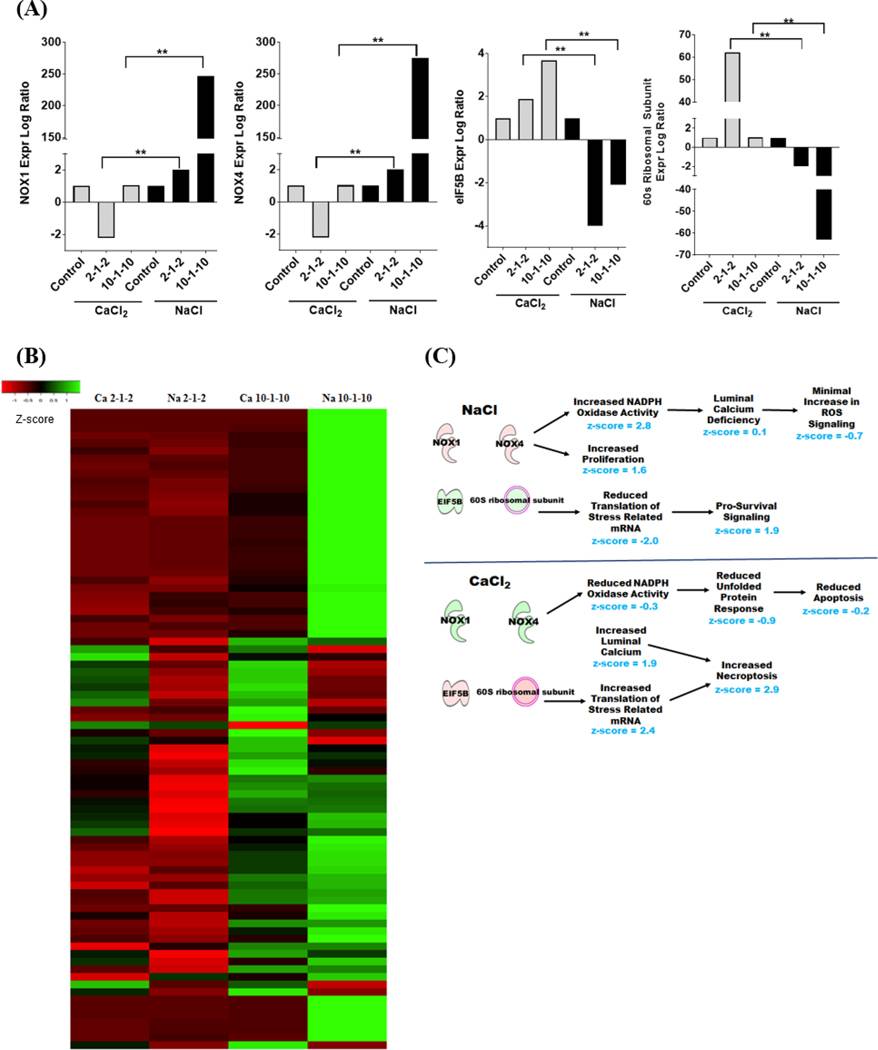 (A)
NOX1 Expr Log Ratio
300
250
200
150
2
0
-2
**
**
Control
2-1-2
10-1-10
Control
2-1-2
10-1-10
CaCl2
NaCl
NOX4 Expr Log Ratio
300
250
200
150
2
0
-2
**
**
Control
2-1-2
10-1-10
Control
2-1-2
10-1-10
CaCl2
NaCl
eIF5B Expr Log Ratio
4
2
0
-2
-4
**
**
Control
2-1-2
10-1-10
Control
2-1-2
10-1-10
CaCl2
NaCl
60s Ribosomal Subunit
Expr Log Ratio
70
60
50
40
2
0
-2
-40
-50
-60
-70
**
**
Control
2-1-2
10-1-10
Control
2-1-2
10-1-10
CaCl2
NaCl
(B)
-1 -0.5 0 0.5 1
Z-score
Ca 2-1-2 Na 2-1-2 Ca 10-1-10 Na 10-1-10
(C)
NaCl
NOX1
NOX4
Increased NADPH
Oxidase Activity
z-score = 2.8
Luminal
Calcium
Deficiency
z-score = 0.1
Minimal
Increase in
ROS
Signaling
z-score = -0.7
Increased
Proliferation
z-score = 1.6
EIF5B
60S ribosomal subunit
Reduced
Translation of
Stress Related
mRNA
z-score = -2.0
Pro-Survival
Signaling
z-score = 1.9
CaCl2
NOX1
NOX4
Reduced NADPH
Oxidase Activity
z-score = -0.3
Reduced
Unfolded
Protein
Response
z-score = -0.9
Reduced
Apoptosis
z-score = -0.2
Increased
Luminal
Calcium
z-score = 1.9
Increased
Necroptosis
z-score = 2.9
EIF5B
60S ribosomal subunit
Increased
Translation of
Stress Related
mRNA
z-score = 2.4